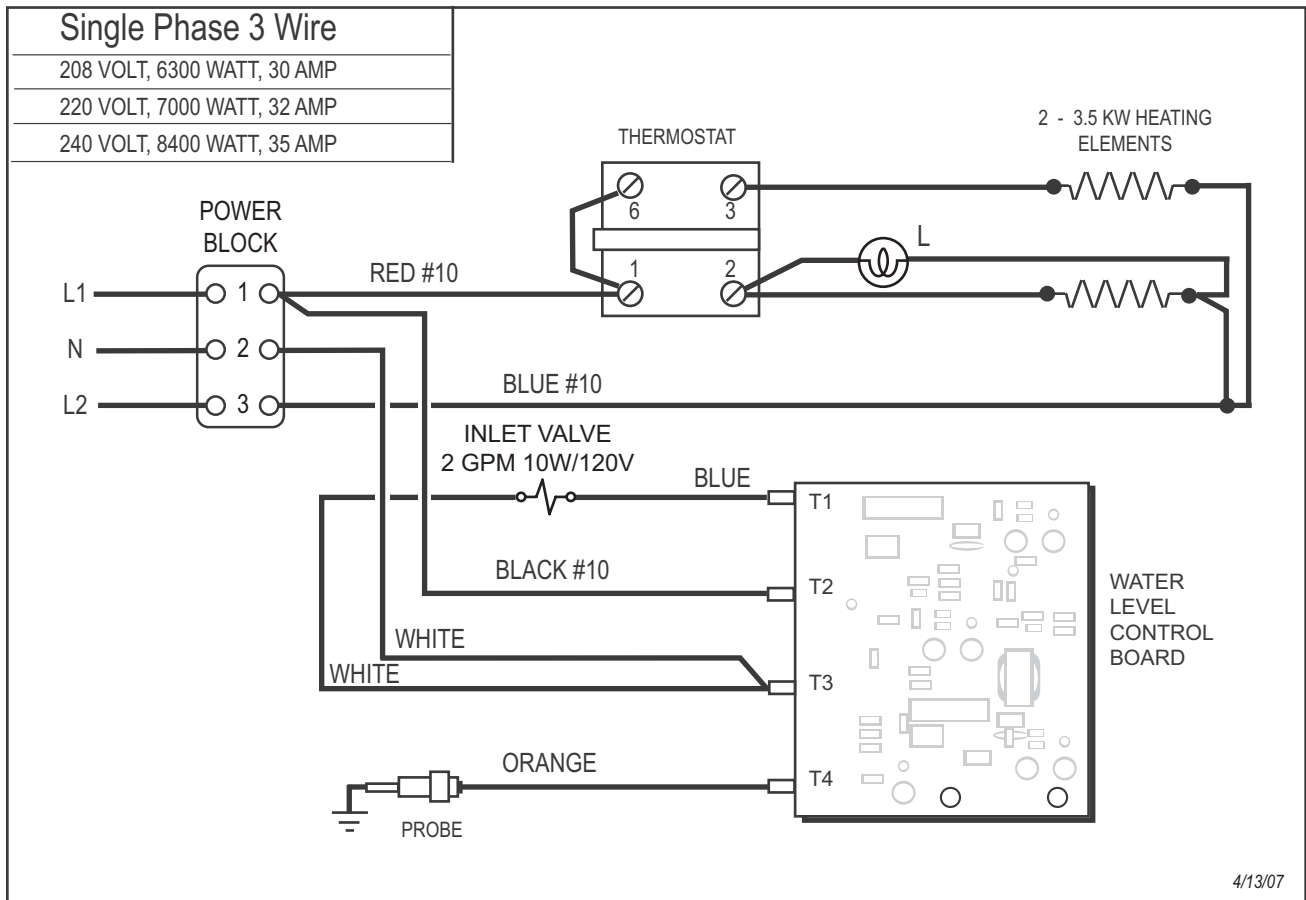 Single Phase 3 Wire
208 VOLT, 6300 WATT, 30 AMP
220 VOLT, 7000 WATT, 32 AMP
240 VOLT, 8400 WATT, 35 AMP
2 - 3.5 KW HEATING
ELEMENTS
THERMOSTAT
6
3
1
2
L
POWER
BLOCK
RED #10
L1
1
N
2
L2
3
BLUE #10
INLET VALVE
2 GPM 10W/120V
BLUE
T1
BLACK #10
T2
WHITE
WHITE
T3
ORANGE
T4
PROBE
WATER
LEVEL
CONTROL
BOARD
4/13/07